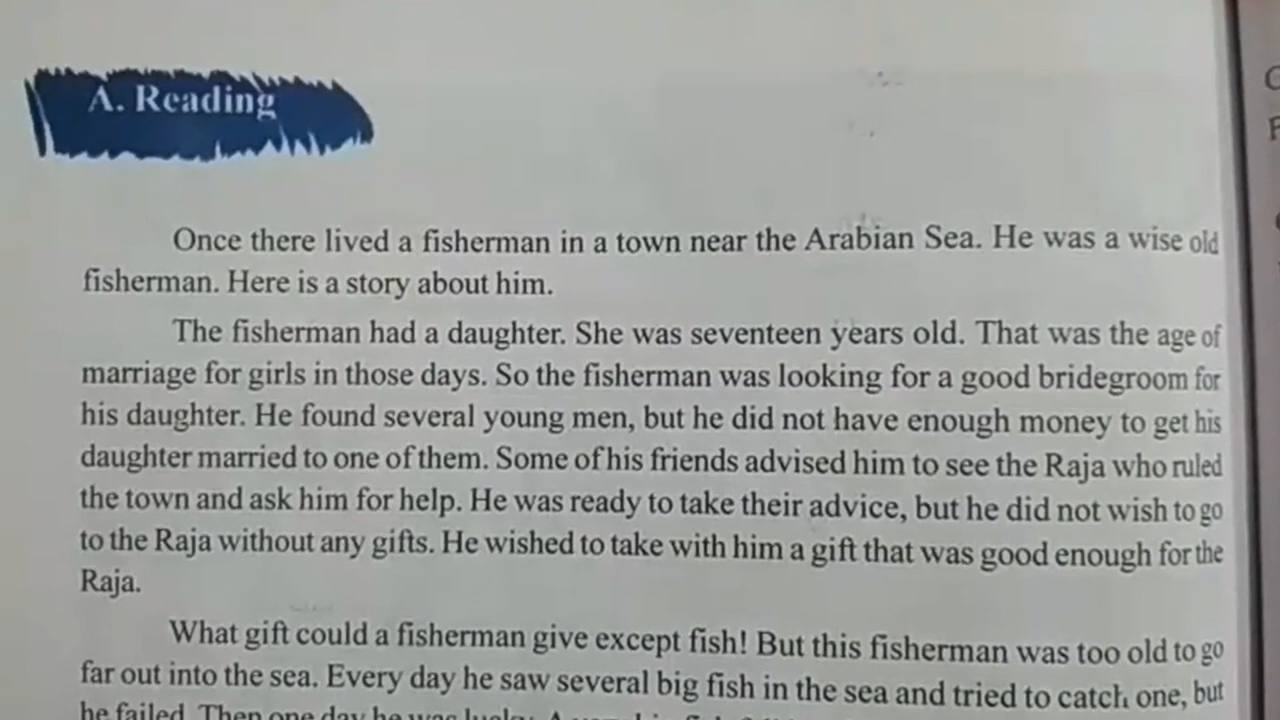 A. Reading
Once there lived a fisherman in a town near the Arabian Sea. He was a wise old
fisherman. Here is a story about him.
The fisherman had a daughter. She was seventeen years old. That was the age of
marriage for girls in those days. So the fisherman was looking for a good bridegroom for
his daughter. He found several young men, but he did not have enough money to get his
daughter married to one of them. Some of his friends advised him to see the Raja who ruled
the town and ask him for help. He was ready to take their advice, but he did not wish to go
to the Raja without any gifts. He wished to take with him a gift that was good enough for the
Raja.
What gift could a fisherman give except fish! But this fisherman was too old to go
far out into the sea. Every day he saw several big fish in the sea and tried to catch one, but
he failed. Then one day he was lucky. A